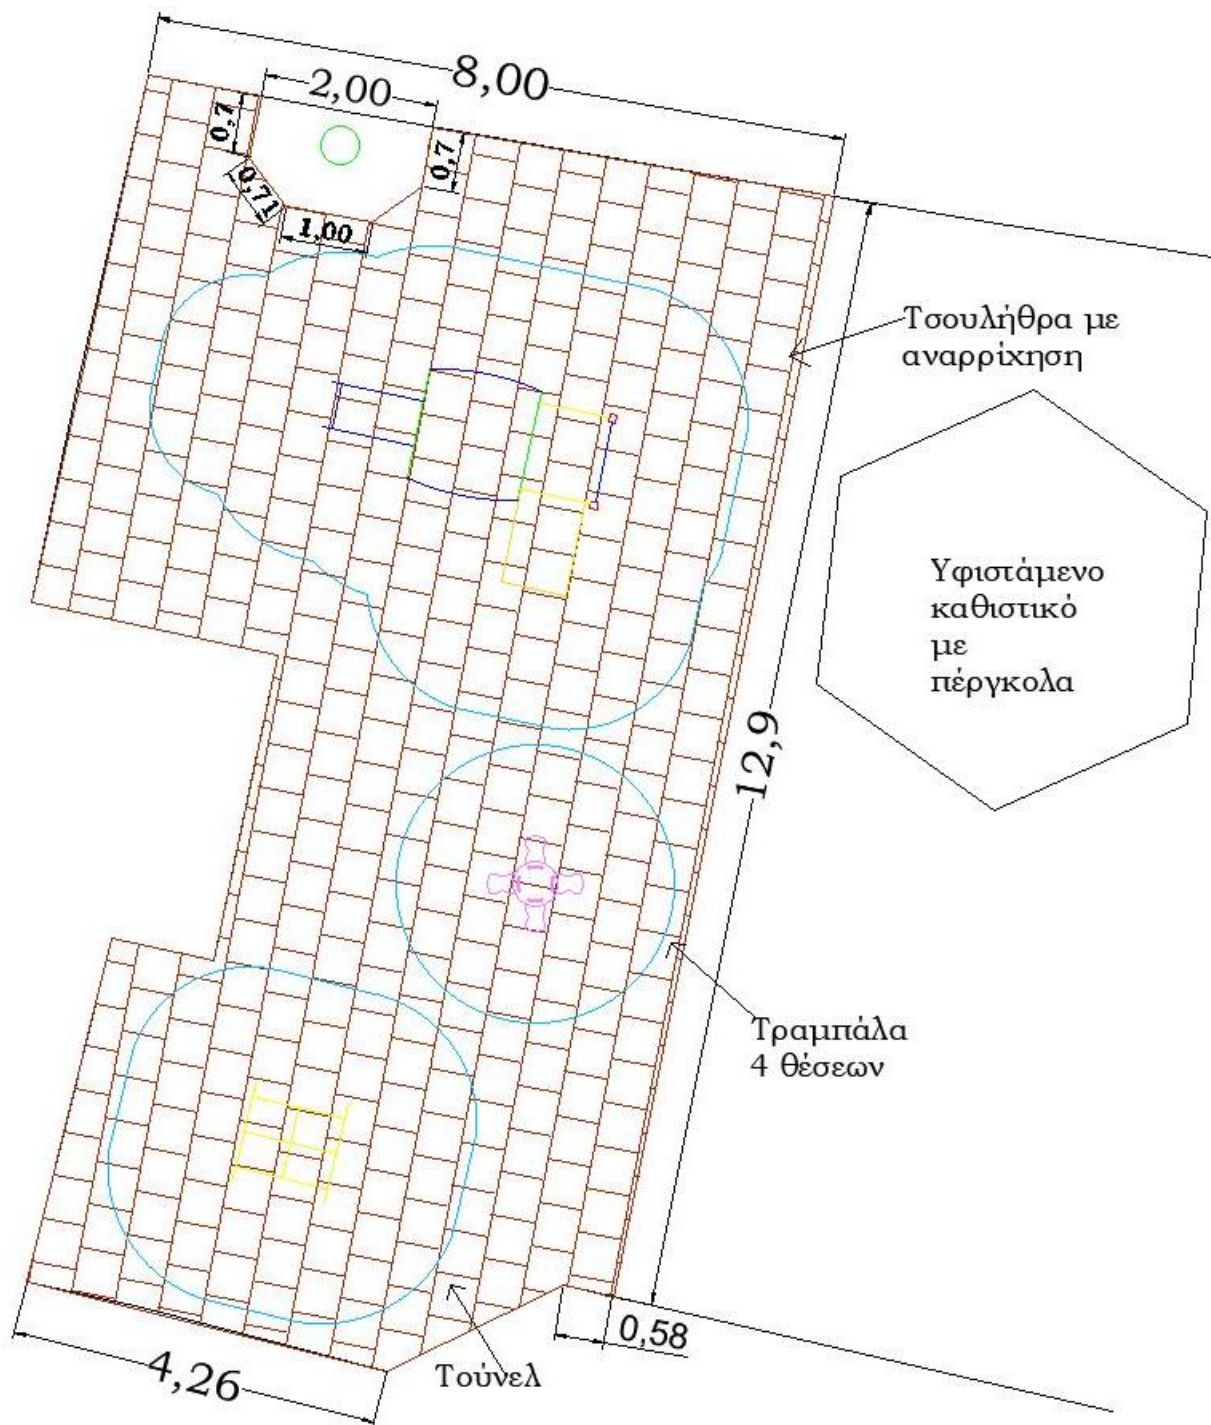 8,00
2,00
0,7
0,7
0,71
1,00
Τσουλήθρα με
αναρρίχηση
Υφιστάμενο
καθιστικό
με
πέργκολα
12,9
Τραμπάλα
4 θέσεων
0,58
4,26
Τούνελ